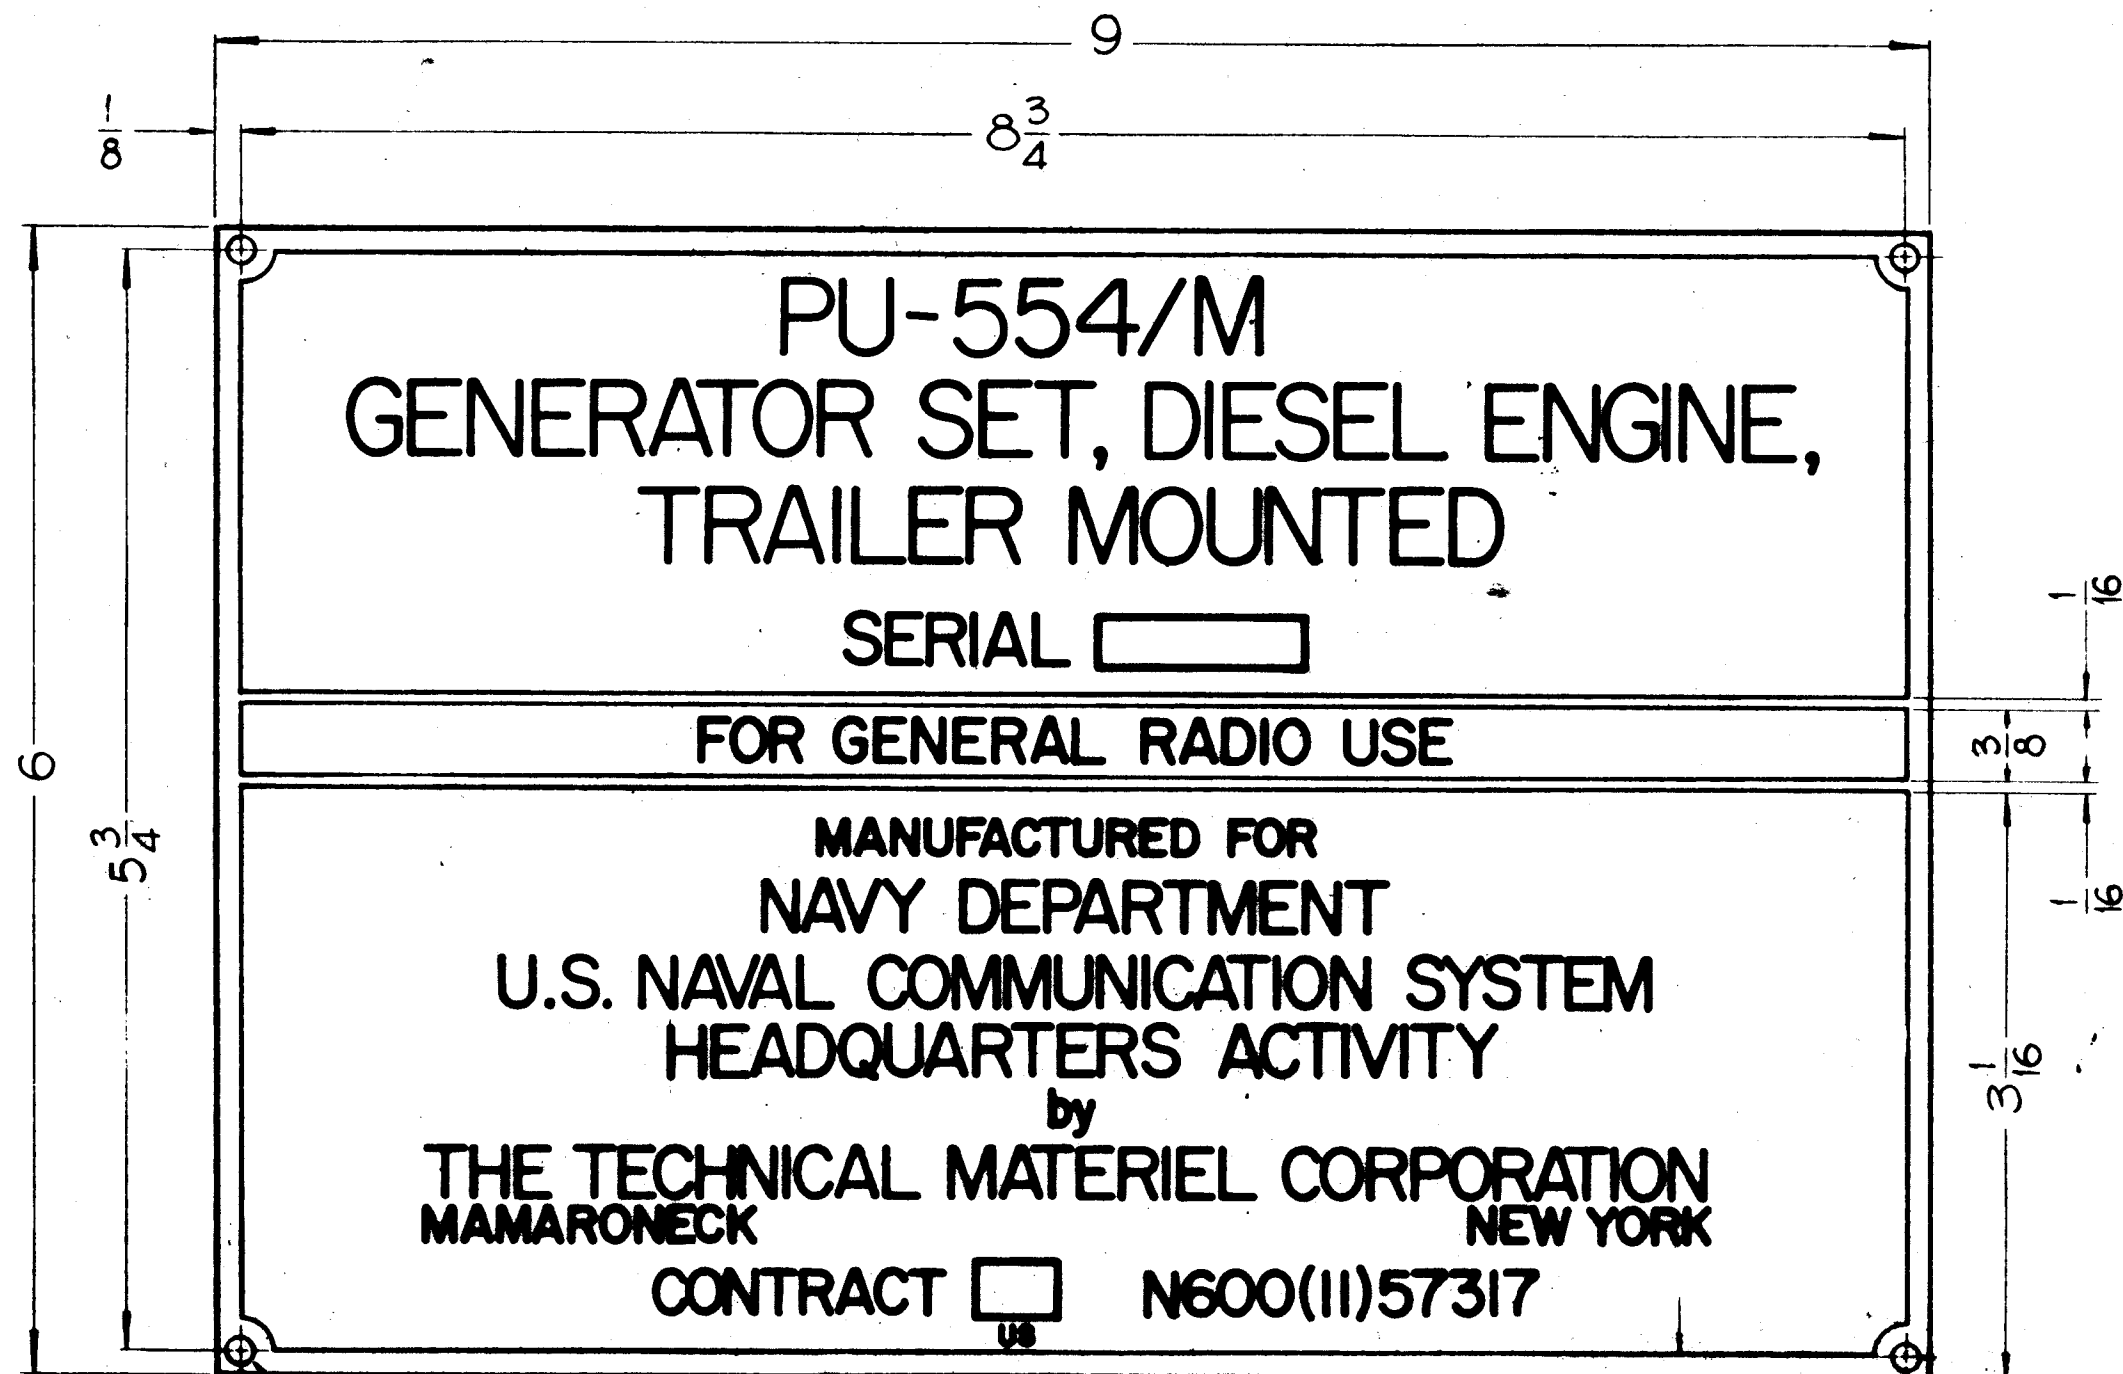 9
1/8
8 3/4
PU-554/M
GENERATOR SET, DIESEL ENGINE,
TRAILER MOUNTED
SERIAL
1/16
FOR GENERAL RADIO USE
3/8
6
5 3/4
MANUFACTURED FOR
NAVY DEPARTMENT
1/16
U.S. NAVAL COMMUNICATION SYSTEM
HEADQUARTERS ACTIVITY
3 1/16
by
THE TECHNICAL MATERIEL CORPORATION
MAMARONECK NEW YORK
CONTRACT N600(11)57317
US